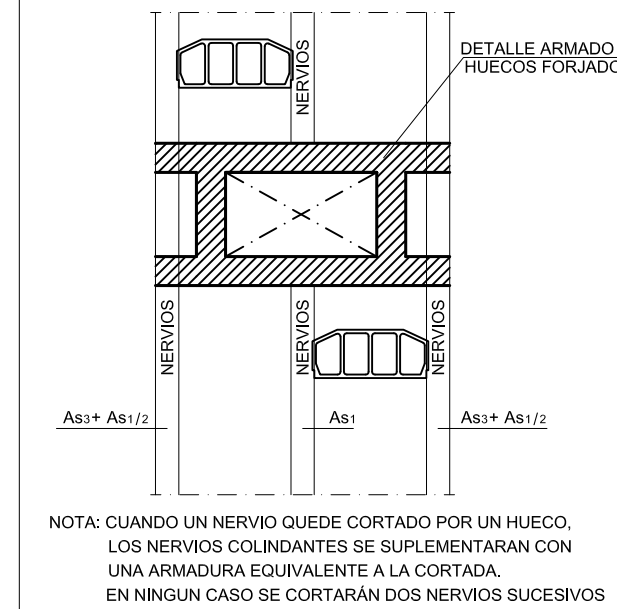 NERVIOS
DETALLE ARMADO
HUECOS FORJADO
NERVIOS
NERVIOS
NERVIOS
As3+ As1/2
As1
As3+ As1/2
NOTA: CUANDO UN NERVIO QUEDE CORTADO POR UN HUECO,
LOS NERVIOS COLINDANTES SE SUPLEMENTARAN CON
UNA ARMADURA EQUIVALENTE A LA CORTADA.
EN NINGUN CASO SE CORTARÁN DOS NERVIOS SUCESIVOS